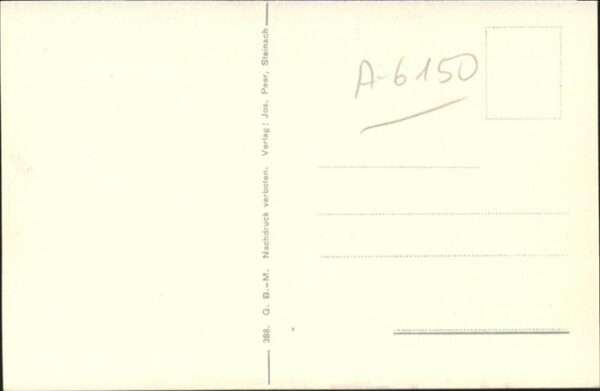 388. G. B.-M. Nachdruck verboten. Verlag: Jos. Peer, Steinach
A-6150